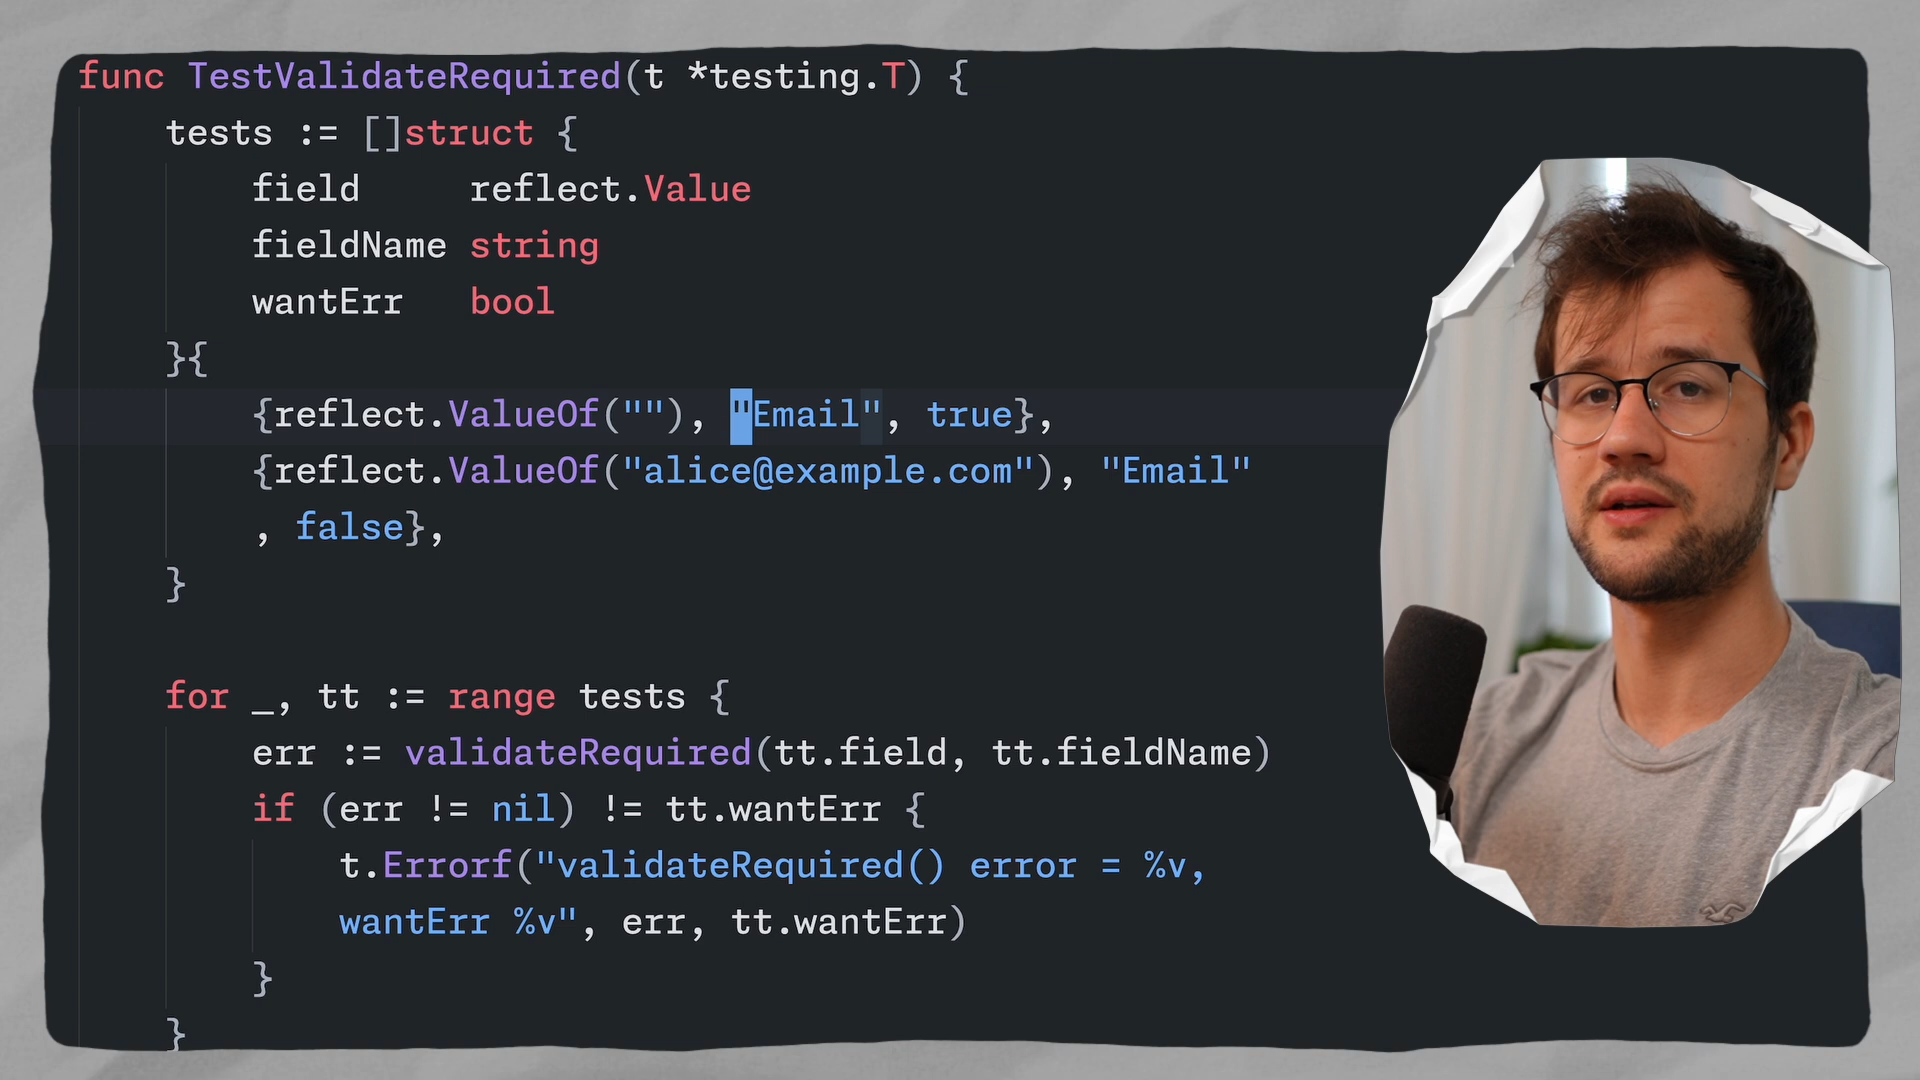 func TestValidateRequired(t *testing.T) {
    tests := []struct {
        field     reflect.Value
        fieldName string
        wantErr   bool
    }{
        {reflect.ValueOf(""), "Email", true},
        {reflect.ValueOf("alice@example.com"), "Email"
        , false},
    }

    for _, tt := range tests {
        err := validateRequired(tt.field, tt.fieldName)
        if (err != nil) != tt.wantErr {
            t.Errorf("validateRequired() error = %v,
            wantErr %v", err, tt.wantErr)
        }
    }